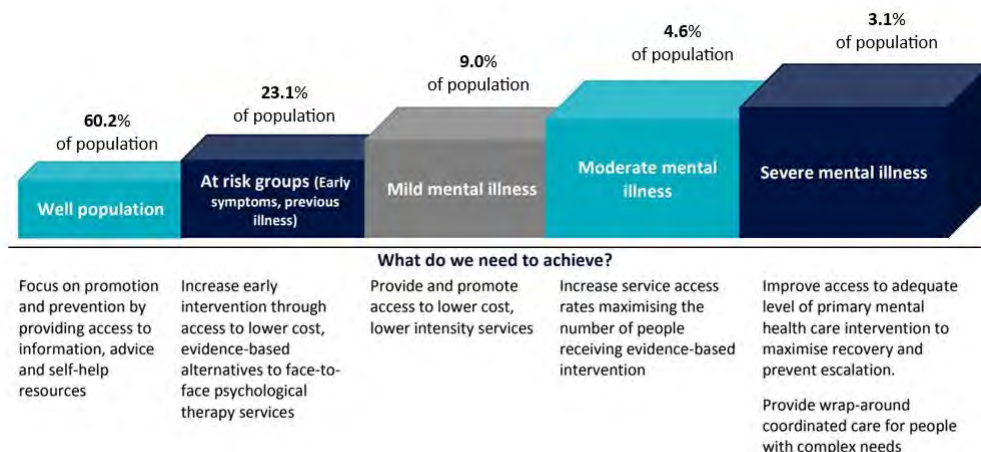 60.2%
of population
23.1%
of population
9.0%
of population
4.6%
of population
3.1%
of population
Well population
At risk groups (Early
symptoms, previous
illness)
Mild mental illness
Moderate mental
illness
Severe mental illness
What do we need to achieve?
Focus on promotion
and prevention by
providing access to
information, advice
and self-help
resources
Increase early
intervention through
access to lower cost,
evidence-based
alternatives to face-to-
face psychological
therapy services
Provide and promote
access to lower cost,
lower intensity services
Increase service access
rates maximising the
number of people
receiving evidence-based
intervention
Improve access to adequate
level of primary mental
health care intervention to
maximise recovery and
prevent escalation.
Provide wrap-around
coordinated care for people
with complex needs